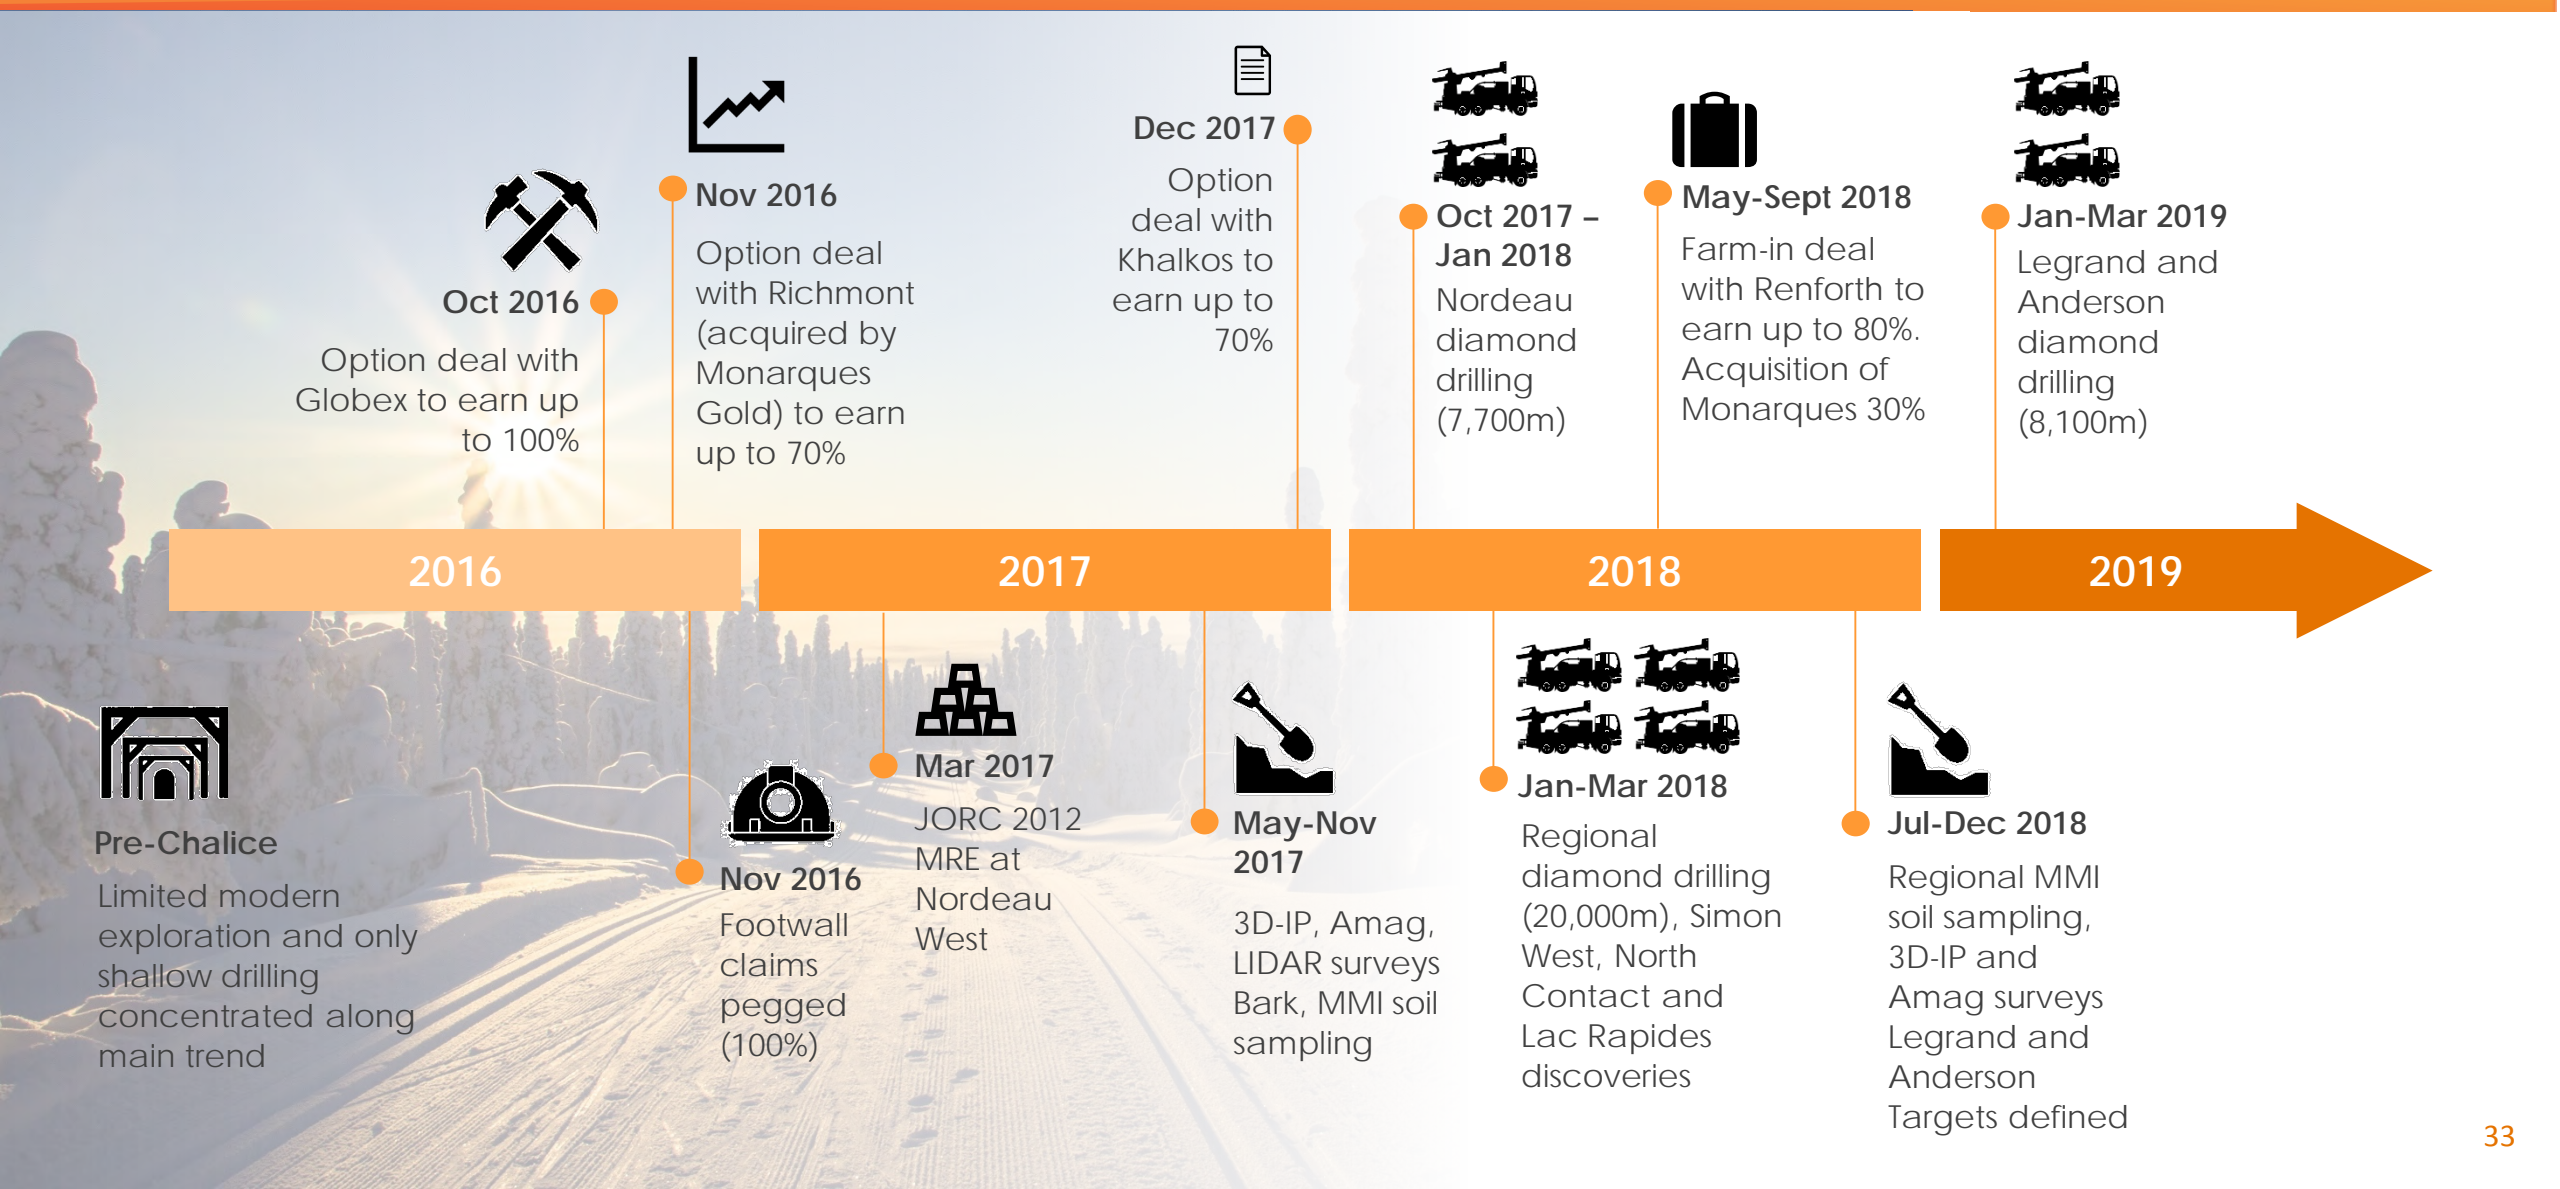 Oct 2016
Option deal with
Globex to earn up
to 100%
Nov 2016
Option deal
with Richmont
(acquired by
Monarques
Gold) to earn
up to 70%
Dec 2017
Option
deal with
Khalkos to
earn up to
70%
Oct 2017 –
Jan 2018
Nordeau
diamond
drilling
(7,700m)
May-Sept 2018
Farm-in deal
with Renforth to
earn up to 80%.
Acquisition of
Monarques 30%
Jan-Mar 2019
Legrand and
Anderson
diamond
drilling
(8,100m)
2016
2017
2018
2019
Pre-Chalice
Limited modern
exploration and only
shallow drilling
concentrated along
main trend
Nov 2016
Footwall
claims
pegged
(100%)
Mar 2017
JORC 2012
MRE at
Nordeau
West
May-Nov
2017
3D-IP, Amag,
LIDAR surveys
Bark, MMI soil
sampling
Jan-Mar 2018
Regional
diamond drilling
(20,000m), Simon
West, North
Contact and
Lac Rapides
discoveries
Jul-Dec 2018
Regional MMI
soil sampling,
3D-IP and
Amag surveys
Legrand and
Anderson
Targets defined
33